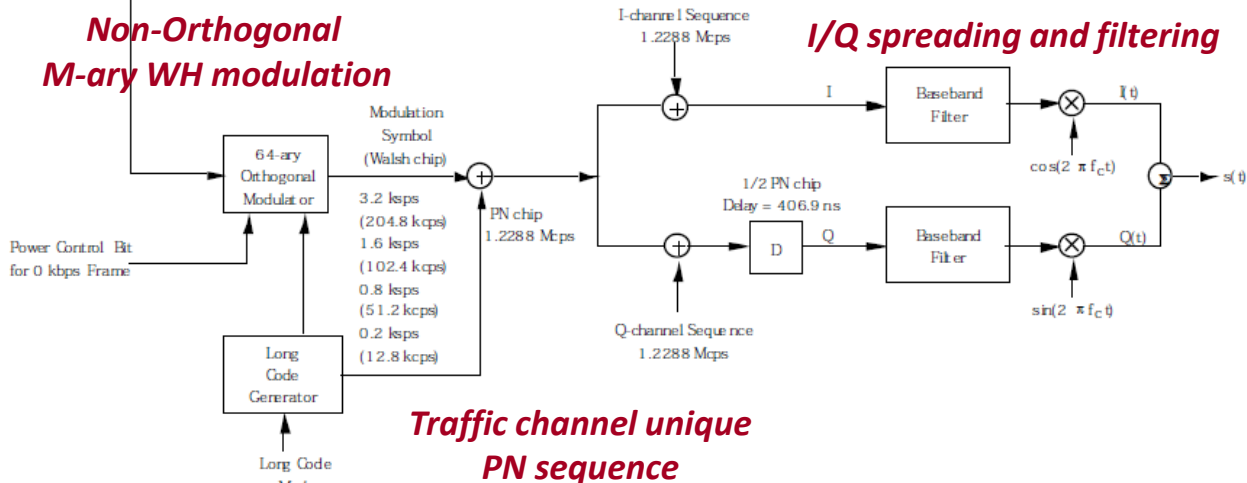 Non-Orthogonal
M-ary WH modulation
I-channel Sequence
1.2288 Mcps
I/Q spreading and filtering
Modulation
Symbol
(Walsh chip)
64-ary
Orthogonal
Modulator
3.2 ksps
(204.8 kcps)
1.6 ksps
(102.4 kcps)
0.8 ksps
(51.2 kcps)
0.2 ksps
(12.8 kcps)
Power Control Bit
for 0 kbps Frame
PN chip
1.2288 Mcps
I
Baseband
Filter
I(t)
cos(2 π fct)
1/2 PN chip
Delay = 406.9 ns
D
Q
Baseband
Filter
Q(t)
sin(2 π fct)
Σ
s(t)
Q-channel Sequence
1.2288 Mcps
Long
Code
Generator
Long Code
Traffic channel unique
PN sequence